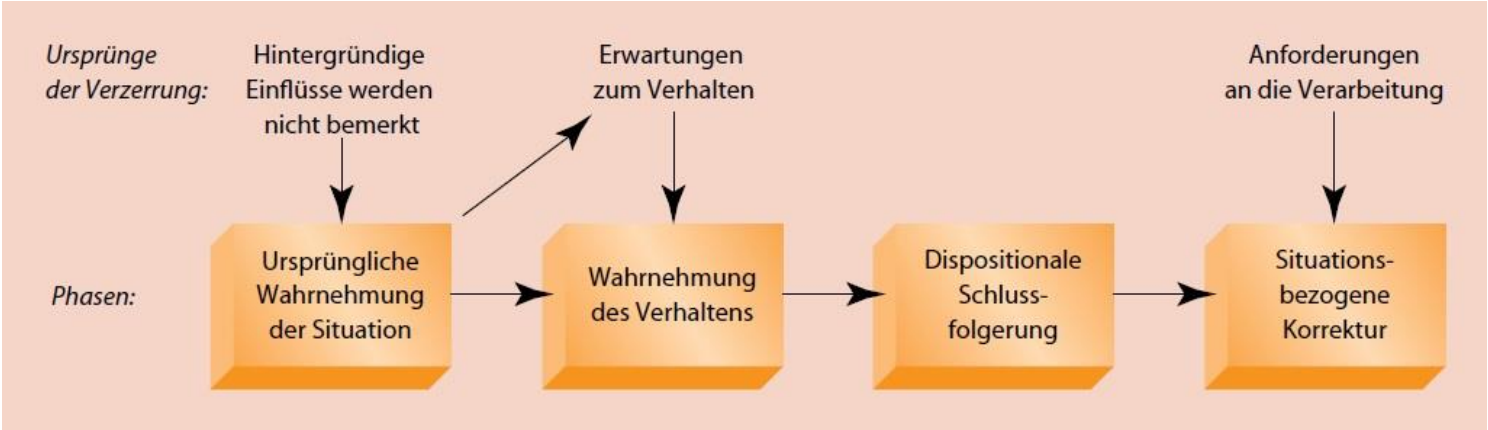 Ursprünge
der Verzerrung:
Hintergründige
Einflüsse werden
nicht bemerkt
Erwartungen
zum Verhalten
Anforderungen
an die Verarbeitung
Phasen:
Ursprüngliche
Wahrnehmung
der Situation
Wahrnehmung
des Verhaltens
Dispositionale
Schluss-
folgerung
Situations-
bezogene
Korrektur